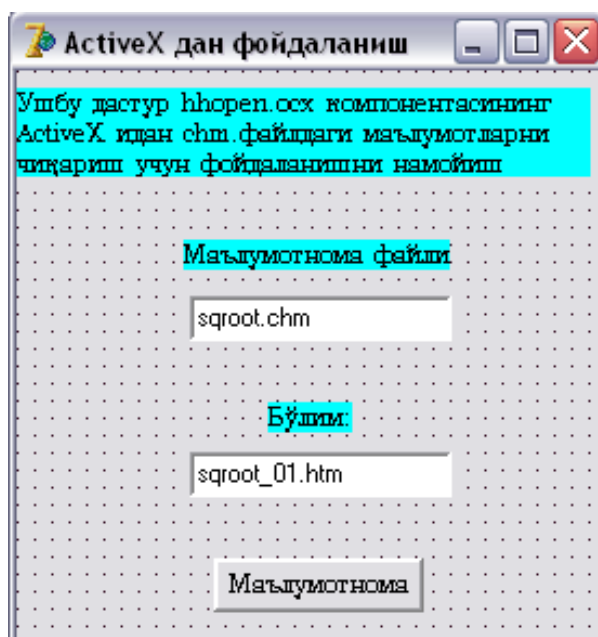 ActiveX дан фойдаланиш
Ушбу дастур hhopen.ocx компонентасининг
ActiveX идан chm.файлдаги маълумотларни
чиқариш учун фойдаланишни намойиш
Маълумотнома файли
sqroot.chm
Бўлим:
sqroot_01.htm
Маълумотнома